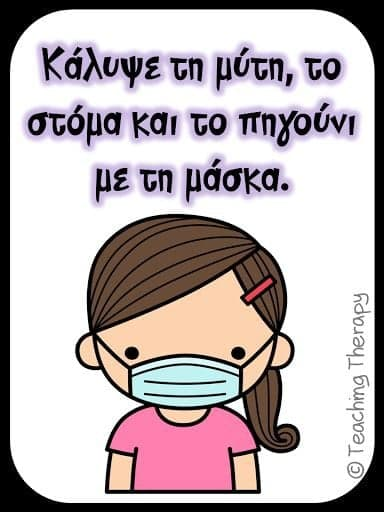 Κάλυψε τη μύτη, το
στόμα και το πηγούνι
με τη μάσκα.
© Teaching Therapy